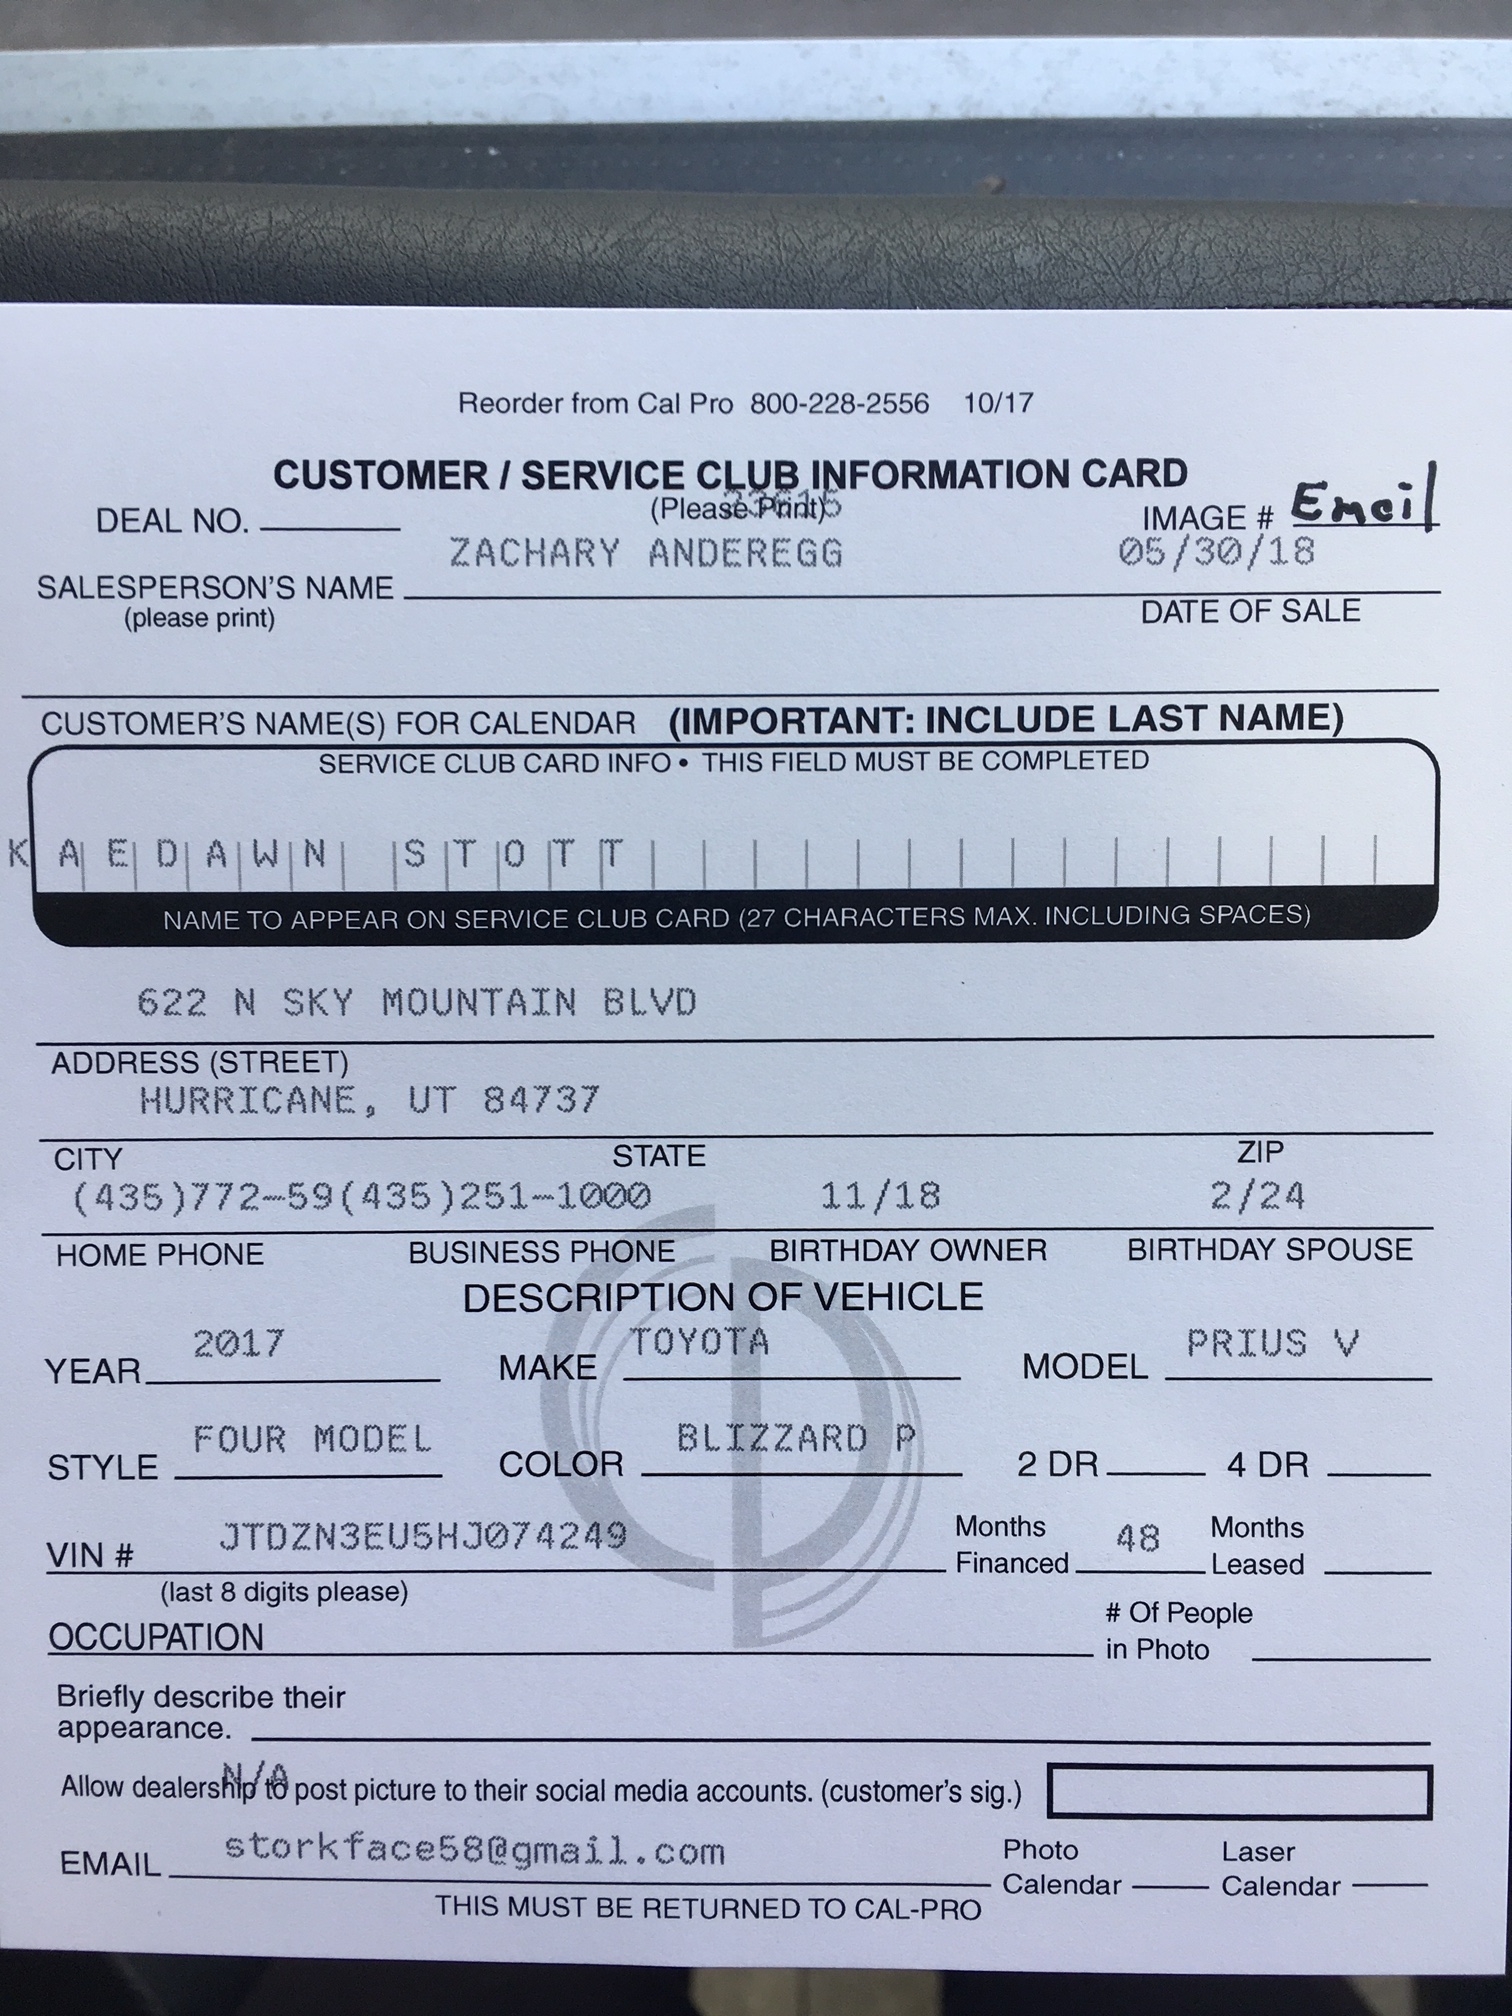 Reorder from Cal Pro 800-228-2556 10/17
CUSTOMER / SERVICE CLUB INFORMATION CARD
(Please Print)
DEAL NO. IMAGE # Email
ZACHARY ANDEREGG 05/30/18
SALESPERSON'S NAME
(please print) DATE OF SALE
CUSTOMER'S NAME(S) FOR CALENDAR (IMPORTANT: INCLUDE LAST NAME)
SERVICE CLUB CARD INFO • THIS FIELD MUST BE COMPLETED
KAEDAWN STOTT
NAME TO APPEAR ON SERVICE CLUB CARD (27 CHARACTERS MAX. INCLUDING SPACES)
622 N SKY MOUNTAIN BLVD
ADDRESS (STREET)
HURRICANE, UT 84737
CITY STATE ZIP
(435)772-59(435)251-1000 11/18 2/24
HOME PHONE BUSINESS PHONE BIRTHDAY OWNER BIRTHDAY SPOUSE
DESCRIPTION OF VEHICLE
YEAR 2017 MAKE TOYOTA MODEL PRIUS V
STYLE FOUR MODEL COLOR BLIZZARD P 2 DR 4 DR
VIN # JTDZN3EU5HJ074249 Months Financed 48 Months Leased
(last 8 digits please)
OCCUPATION # Of People in Photo
Briefly describe their
appearance.
N/A
Allow dealership to post picture to their social media accounts. (customer's sig.)
EMAIL storkface58@gmail.com Photo Calendar Laser Calendar
THIS MUST BE RETURNED TO CAL-PRO